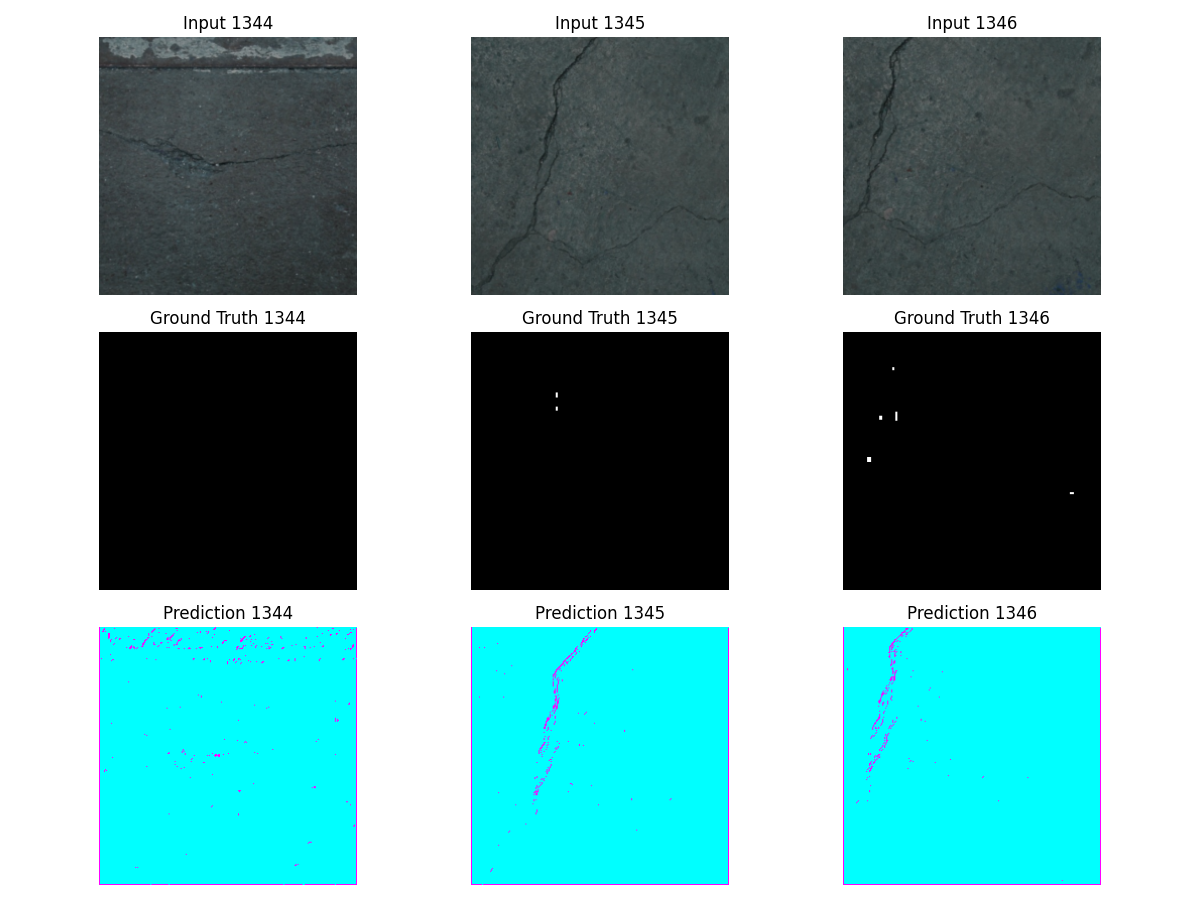 Input 1344
Input 1345
Input 1346
Ground Truth 1344
Ground Truth 1345
Ground Truth 1346
Prediction 1344
Prediction 1345
Prediction 1346